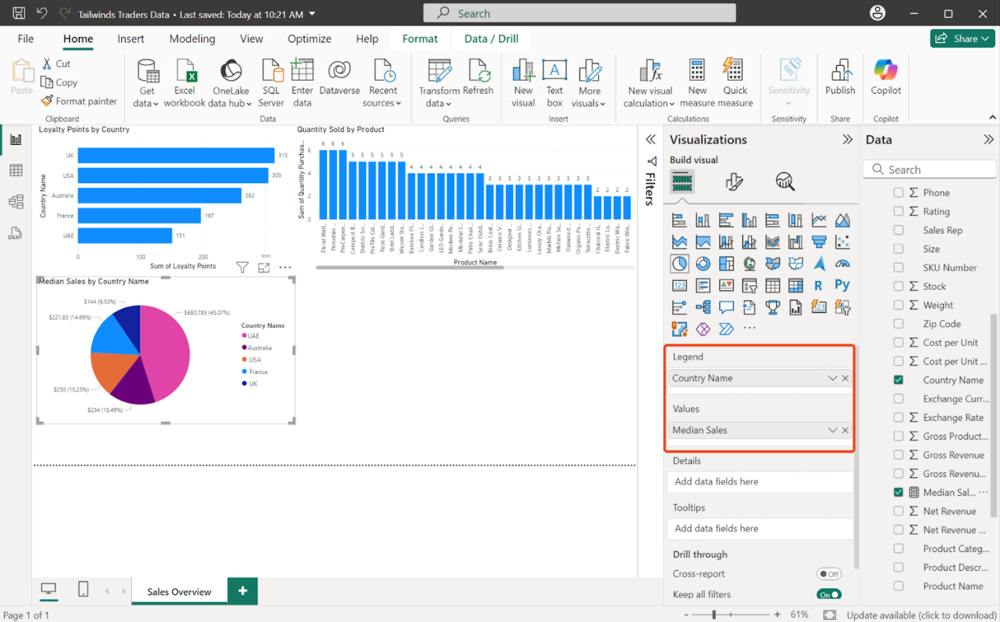 Tailwinds Traders Data • Last saved: Today at 10:21 AM
Search
File Home Insert Modeling View Optimize Help Format Data / Drill
Share
Paste
Cut
Copy
Format painter
Clipboard
Get data
Excel workbook
OneLake data hub
SQL Server
Enter data
Dataverse
Recent sources
Data
Transform data
Refresh
Queries
New visual
Text box
More visuals
Insert
New visual calculation
New measure
Quick measure
Calculations
Sensitivity
Sensitivity
Publish
Share
Copilot
Copilot
Loyalty Points by Country
Country Name
UK 315
USA 305
Australia 262
France 197
UAE 151
0 100 200 300
Sum of Loyalty Points
Quantity Sold by Product
Sum of Quantity Purchas...
6
4
2
0
6 6 6 5 5 5 5 5 5 4 4 4 4 4 4 4 4 3 3 3 3 3 3 3 3 3 3 3 2 2 2 2
Floral Wall...
Porcelain ...
ProCarpen...
Compost B...
Electric Scr...
ProTile Cut...
Rose Gard...
Steel Ladd...
Woven Sto...
Bamboo Pl...
Cordless L...
Garden Gl...
LED Garde...
Modern Pe...
Modular S...
Patio Chair...
Solar Outd...
Brass Coat...
Ceramic V...
Designer ...
Kitchen Si...
Lumineux ...
Luxury Cha...
Marble Flo...
Motion Se...
Oakwood ...
Organic Po...
Terracotta ...
Charcoal G...
Electric La...
Electric Wa...
Fabric Win...
Product Name
Median Sales by Country Name
$144 (9.53%)
$221.85 (14.69%)
$680.785 (45.07%)
$230 (15.23%)
$234 (15.49%)
Country Name
UAE
Australia
USA
France
UK
Filters
Visualizations
Build visual
123
R
Py
123
Legend
Country Name
Values
Median Sales
Details
Add data fields here
Tooltips
Add data fields here
Drill through
Cross-report
Off
Keep all filters
On
Data
Search
Phone
Rating
Sales Rep
Size
SKU Number
Stock
Weight
Zip Code
Cost per Unit
Cost per Unit ...
Country Name
Exchange Curr...
Exchange Rate
Gross Product...
Gross Revenue
Gross Revenu...
Median Sal... ...
Net Revenue
Net Revenue ...
Product Categ...
Product Descr...
Product Name
DAX
Sales Overview
+
Page 1 of 1
- + 61%
Update available (click to download)